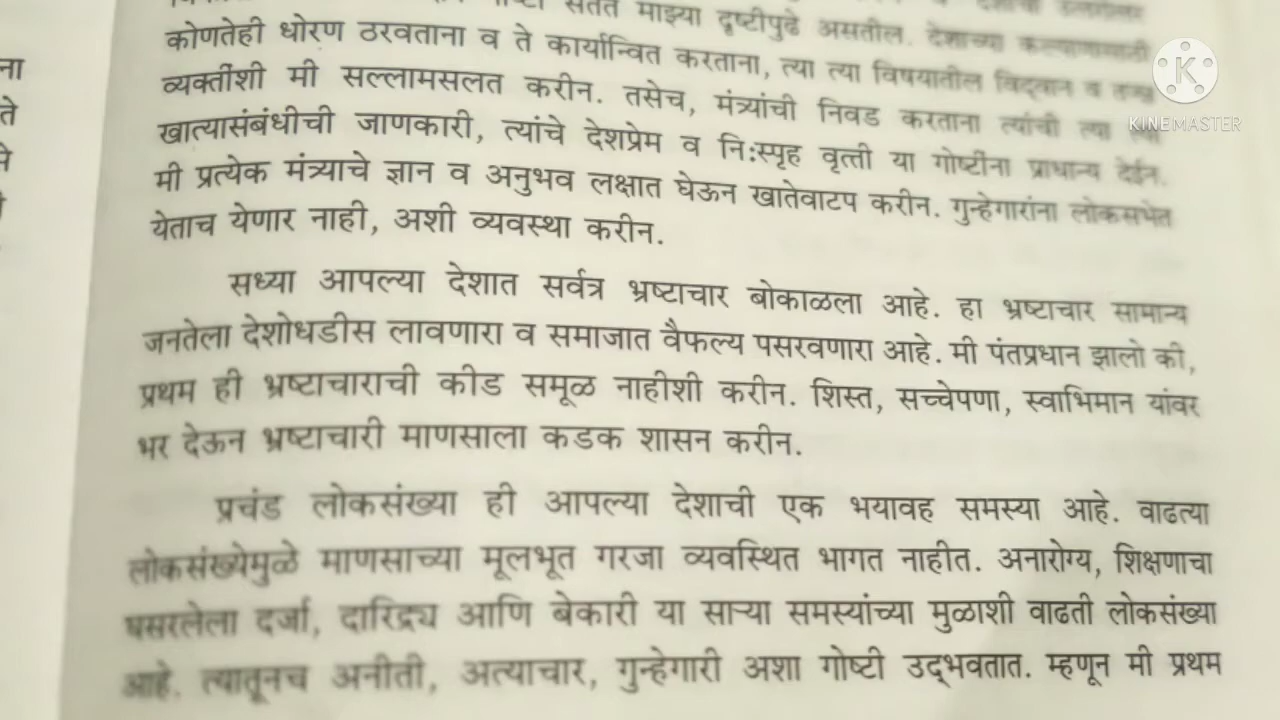 सतत माझ्या दृष्टीपुढे असतील. देशाच्या कल्याणासाठी
कोणतेही धोरण ठरवताना व ते कार्यान्वित करताना, त्या त्या विषयातील विद्वान व तज्ज्ञ
व्यक्तींशी मी सल्लामसलत करीन. तसेच, मंत्र्यांची निवड करताना त्यांची त्या त्या
खात्यासंबंधीची जाणकारी, त्यांचे देशप्रेम व निःस्पृह वृत्ती या गोष्टींना प्राधान्य देईन.
मी प्रत्येक मंत्र्याचे ज्ञान व अनुभव लक्षात घेऊन खातेवाटप करीन. गुन्हेगारांना लोकसभेत
येताच येणार नाही, अशी व्यवस्था करीन.
सध्या आपल्या देशात सर्वत्र भ्रष्टाचार बोकाळला आहे. हा भ्रष्टाचार सामान्य
जनतेला देशोधडीस लावणारा व समाजात वैफल्य पसरवणारा आहे. मी पंतप्रधान झालो की,
प्रथम ही भ्रष्टाचाराची कीड समूळ नाहीशी करीन. शिस्त, सच्चेपणा, स्वाभिमान यांवर
भर देऊन भ्रष्टाचारी माणसाला कडक शासन करीन.
प्रचंड लोकसंख्या ही आपल्या देशाची एक भयावह समस्या आहे. वाढत्या
लोकसंख्येमुळे माणसाच्या मूलभूत गरजा व्यवस्थित भागत नाहीत. अनारोग्य, शिक्षणाचा
घसरलेला दर्जा, दारिद्र्य आणि बेकारी या साऱ्या समस्यांच्या मुळाशी वाढती लोकसंख्या
आहे. त्यातूनच अनीती, अत्याचार, गुन्हेगारी अशा गोष्टी उद्‌भवतात. म्हणून मी प्रथम
ना
ते
KINEMASTER